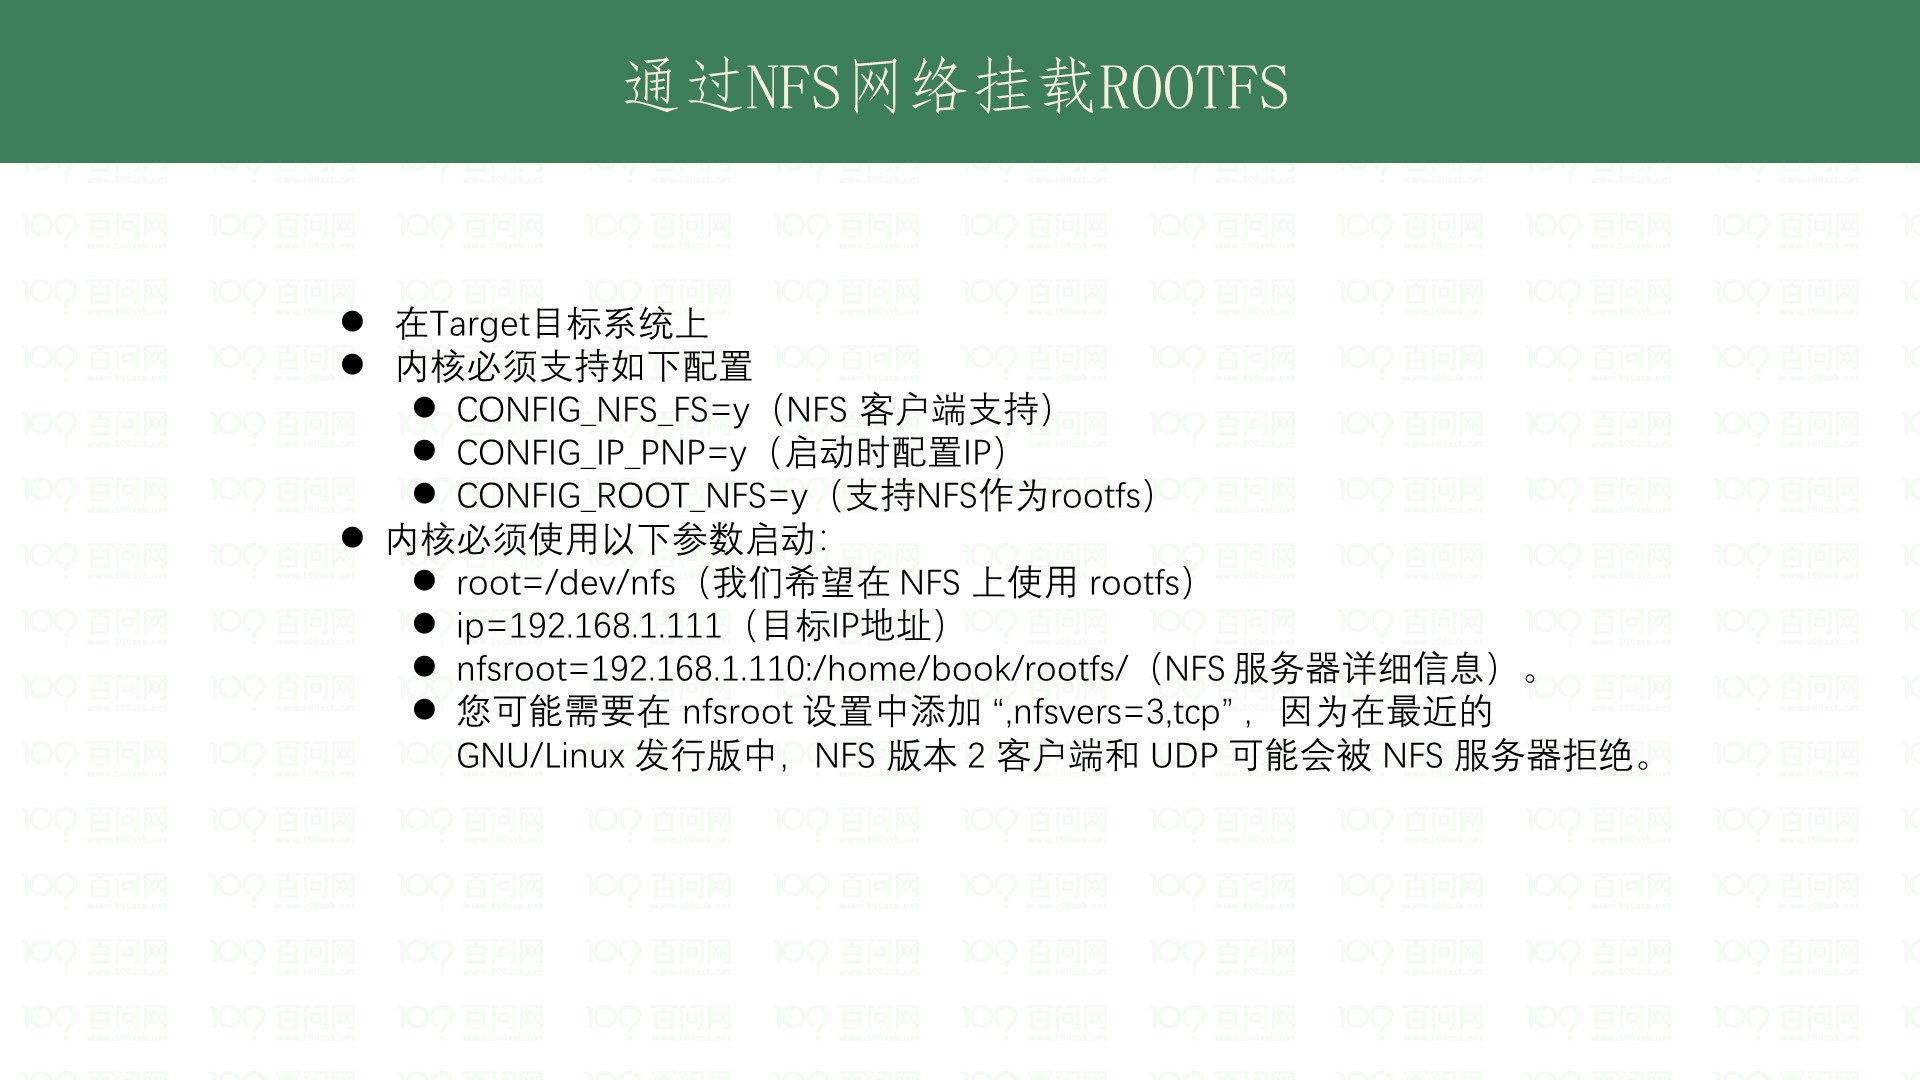 通过NFS网络挂载ROOTFS
在Target目标系统上
内核必须支持如下配置
CONFIG_NFS_FS=y（NFS 客户端支持）
CONFIG_IP_PNP=y（启动时配置IP）
CONFIG_ROOT_NFS=y（支持NFS作为rootfs）
内核必须使用以下参数启动：
root=/dev/nfs（我们希望在 NFS 上使用 rootfs）
ip=192.168.1.111（目标IP地址）
nfsroot=192.168.1.110:/home/book/rootfs/（NFS 服务器详细信息）。
您可能需要在 nfsroot 设置中添加 “,nfsvers=3,tcp” ，因为在最近的
GNU/Linux 发行版中，NFS 版本 2 客户端和 UDP 可能会被 NFS 服务器拒绝。